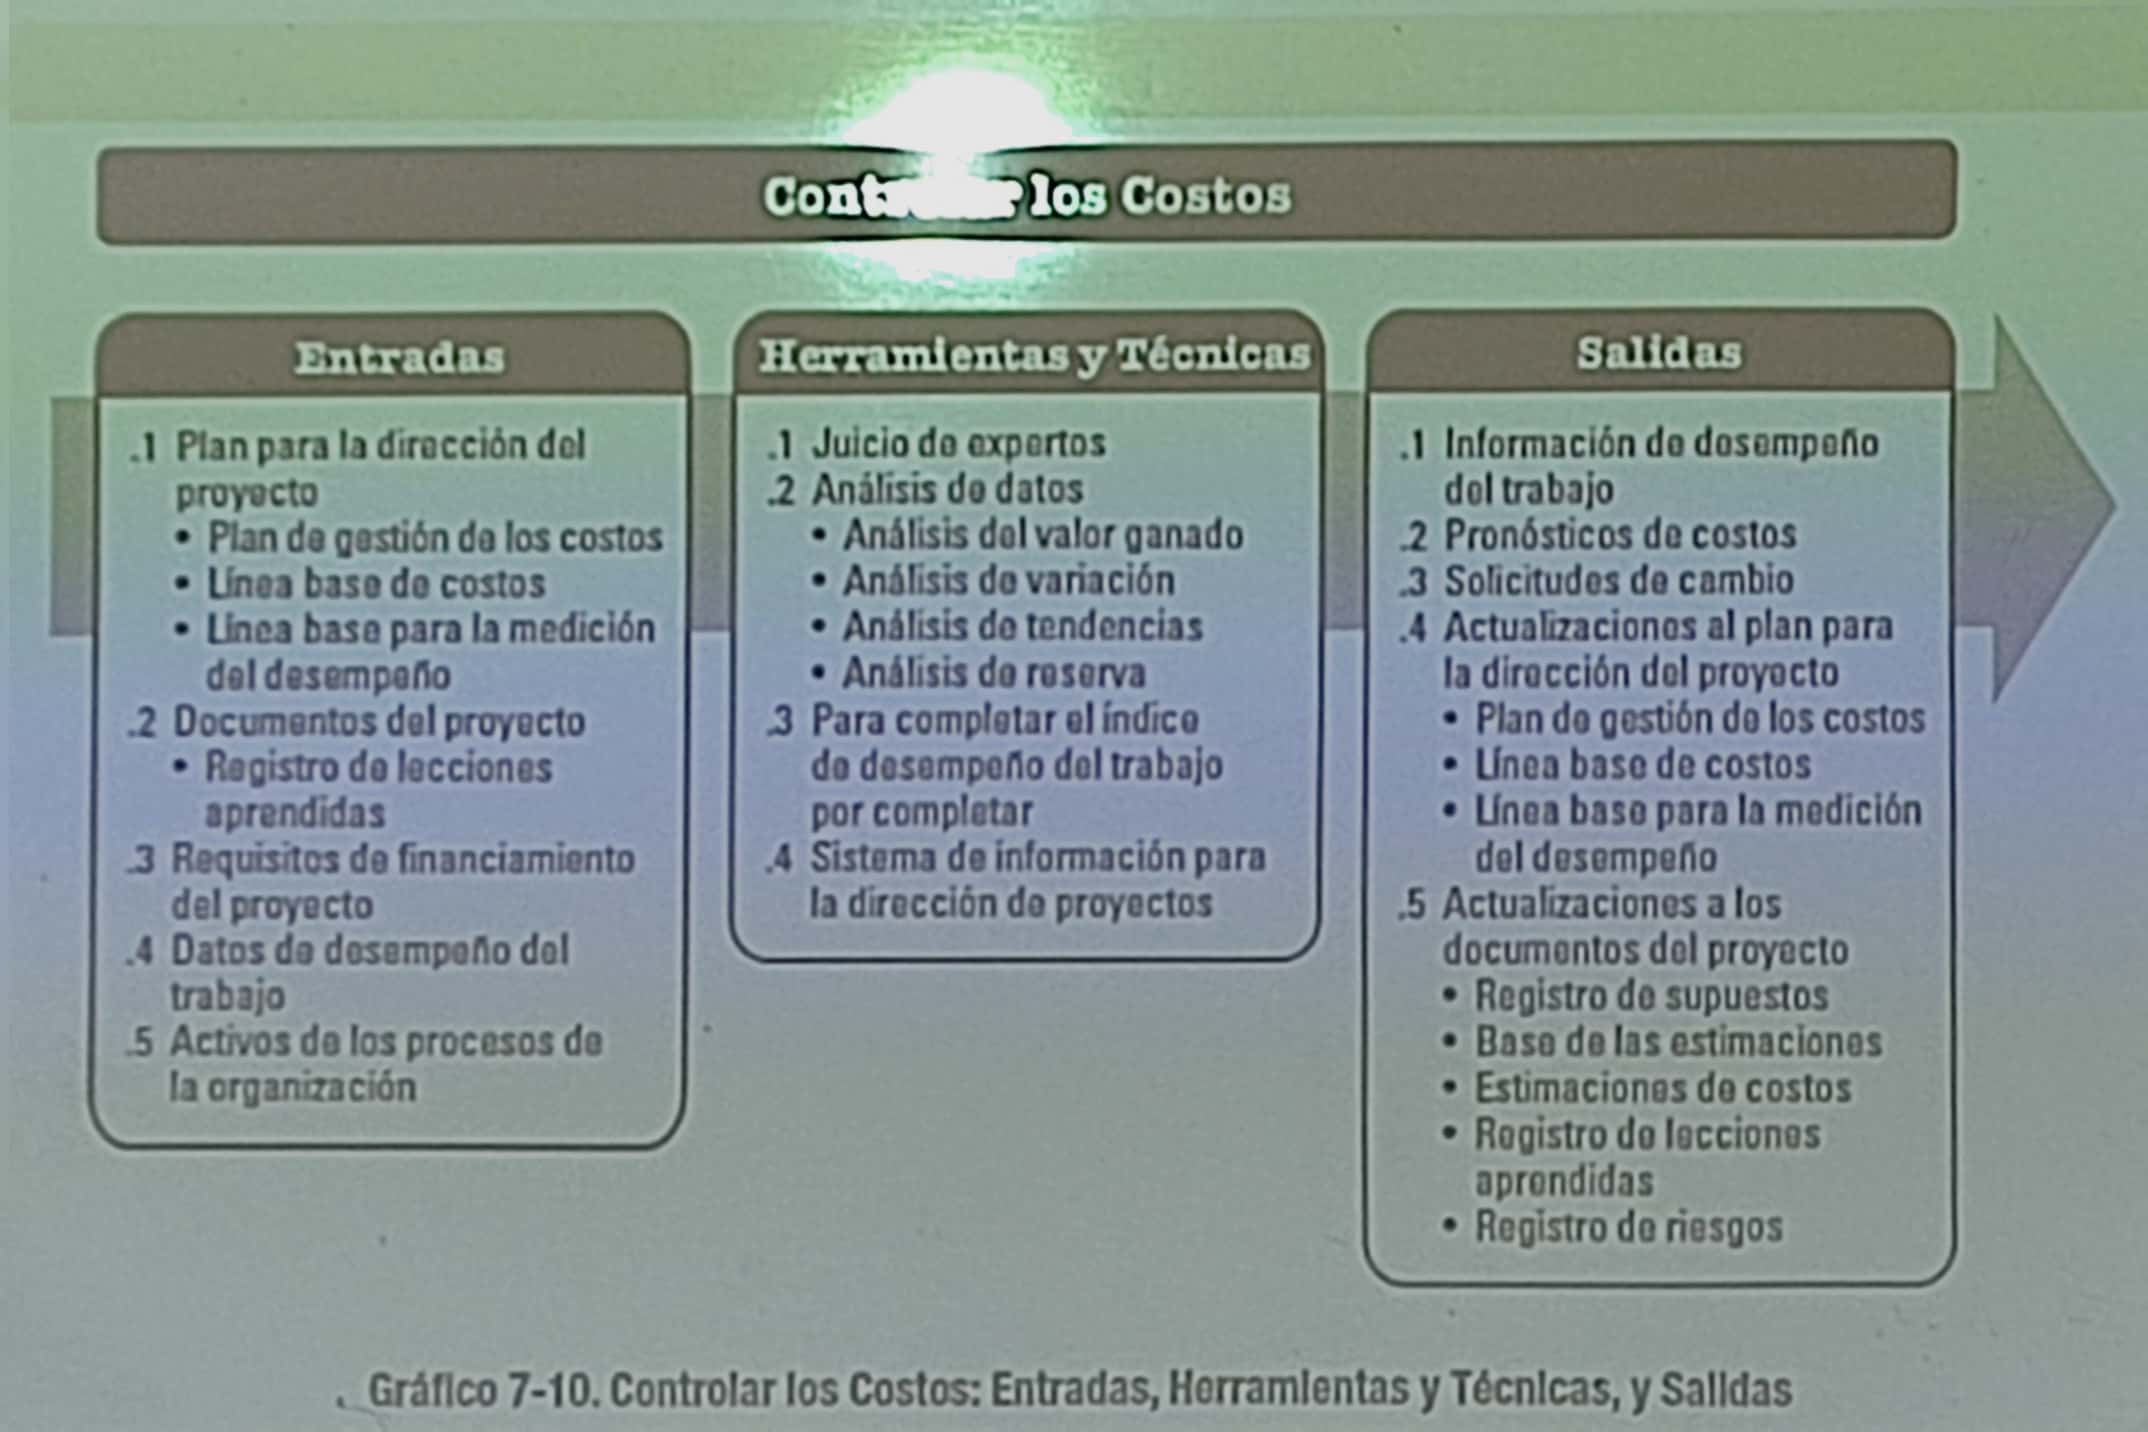 Controlar los Costos
Entradas
.1 Plan para la dirección del
proyecto
• Plan de gestión de los costos
• Línea base de costos
• Línea base para la medición
del desempeño
.2 Documentos del proyecto
• Registro de lecciones
aprendidas
.3 Requisitos de financiamiento
del proyecto
.4 Datos de desempeño del
trabajo
.5 Activos de los procesos de
la organización
Herramientas y Técnicas
.1 Juicio de expertos
.2 Análisis de datos
• Análisis del valor ganado
• Análisis de variación
• Análisis de tendencias
• Análisis de reserva
.3 Para completar el índice
de desempeño del trabajo
por completar
.4 Sistema de información para
la dirección de proyectos
Salidas
.1 Información de desempeño
del trabajo
.2 Pronósticos de costos
.3 Solicitudes de cambio
.4 Actualizaciones al plan para
la dirección del proyecto
• Plan de gestión de los costos
• Línea base de costos
• Línea base para la medición
del desempeño
.5 Actualizaciones a los
documentos del proyecto
• Registro de supuestos
• Base de las estimaciones
• Estimaciones de costos
• Registro de lecciones
aprendidas
• Registro de riesgos
Gráfico 7-10. Controlar los Costos: Entradas, Herramientas y Técnicas, y Salidas